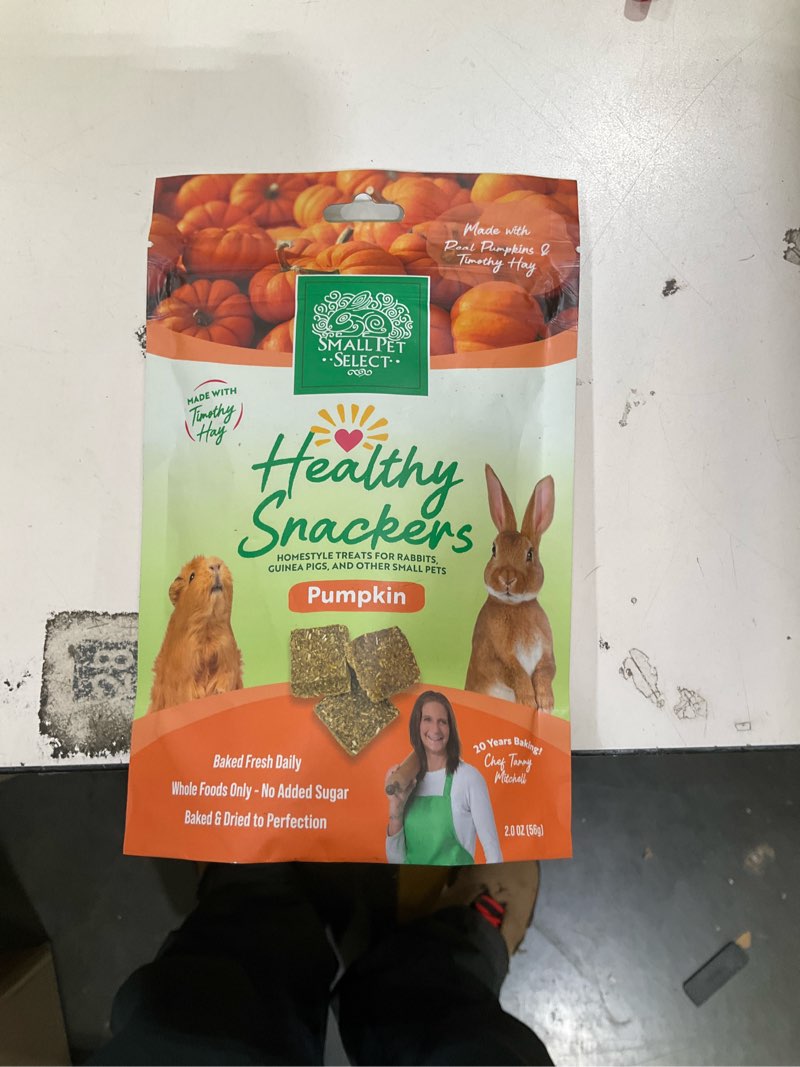 Made with
Real Pumpkins &
Timothy Hay
SMALL PET
··SELECT··
MADE WITH
Timothy
Hay
Healthy
Snackers
HOMESTYLE TREATS FOR RABBITS,
GUINEA PIGS, AND OTHER SMALL PETS
Pumpkin
Baked Fresh Daily
Whole Foods Only - No Added Sugar
Baked & Dried to Perfection
20 Years Baking!
Chef Tammy
Mitchell
2.0 OZ (56g)